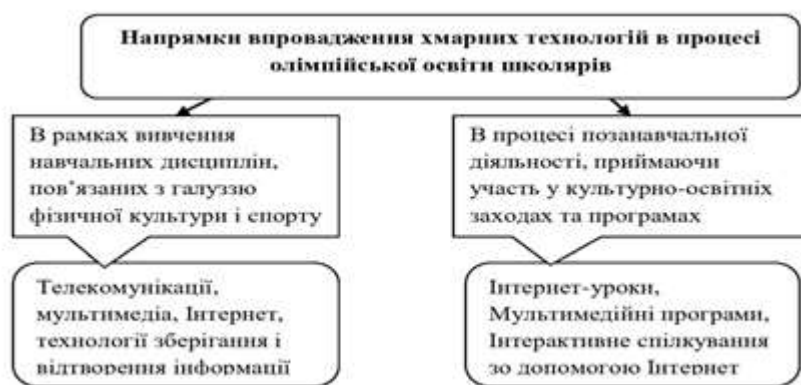 Напрямки впровадження хмарних технологій в процесі
олімпійської освіти школярів
В рамках вивчення
навчальних дисциплін,
пов’язаних з галуззю
фізичної культури і спорту
В процесі позанавчальної
діяльності, приймаючи
участь у культурно-освітніх
заходах та програмах
Телекомунікації,
мультимедіа, Інтернет,
технології зберігання і
відтворення інформації
Інтернет-уроки,
Мультимедійні програми,
Інтерактивне спілкування
зо допомогою Інтернет